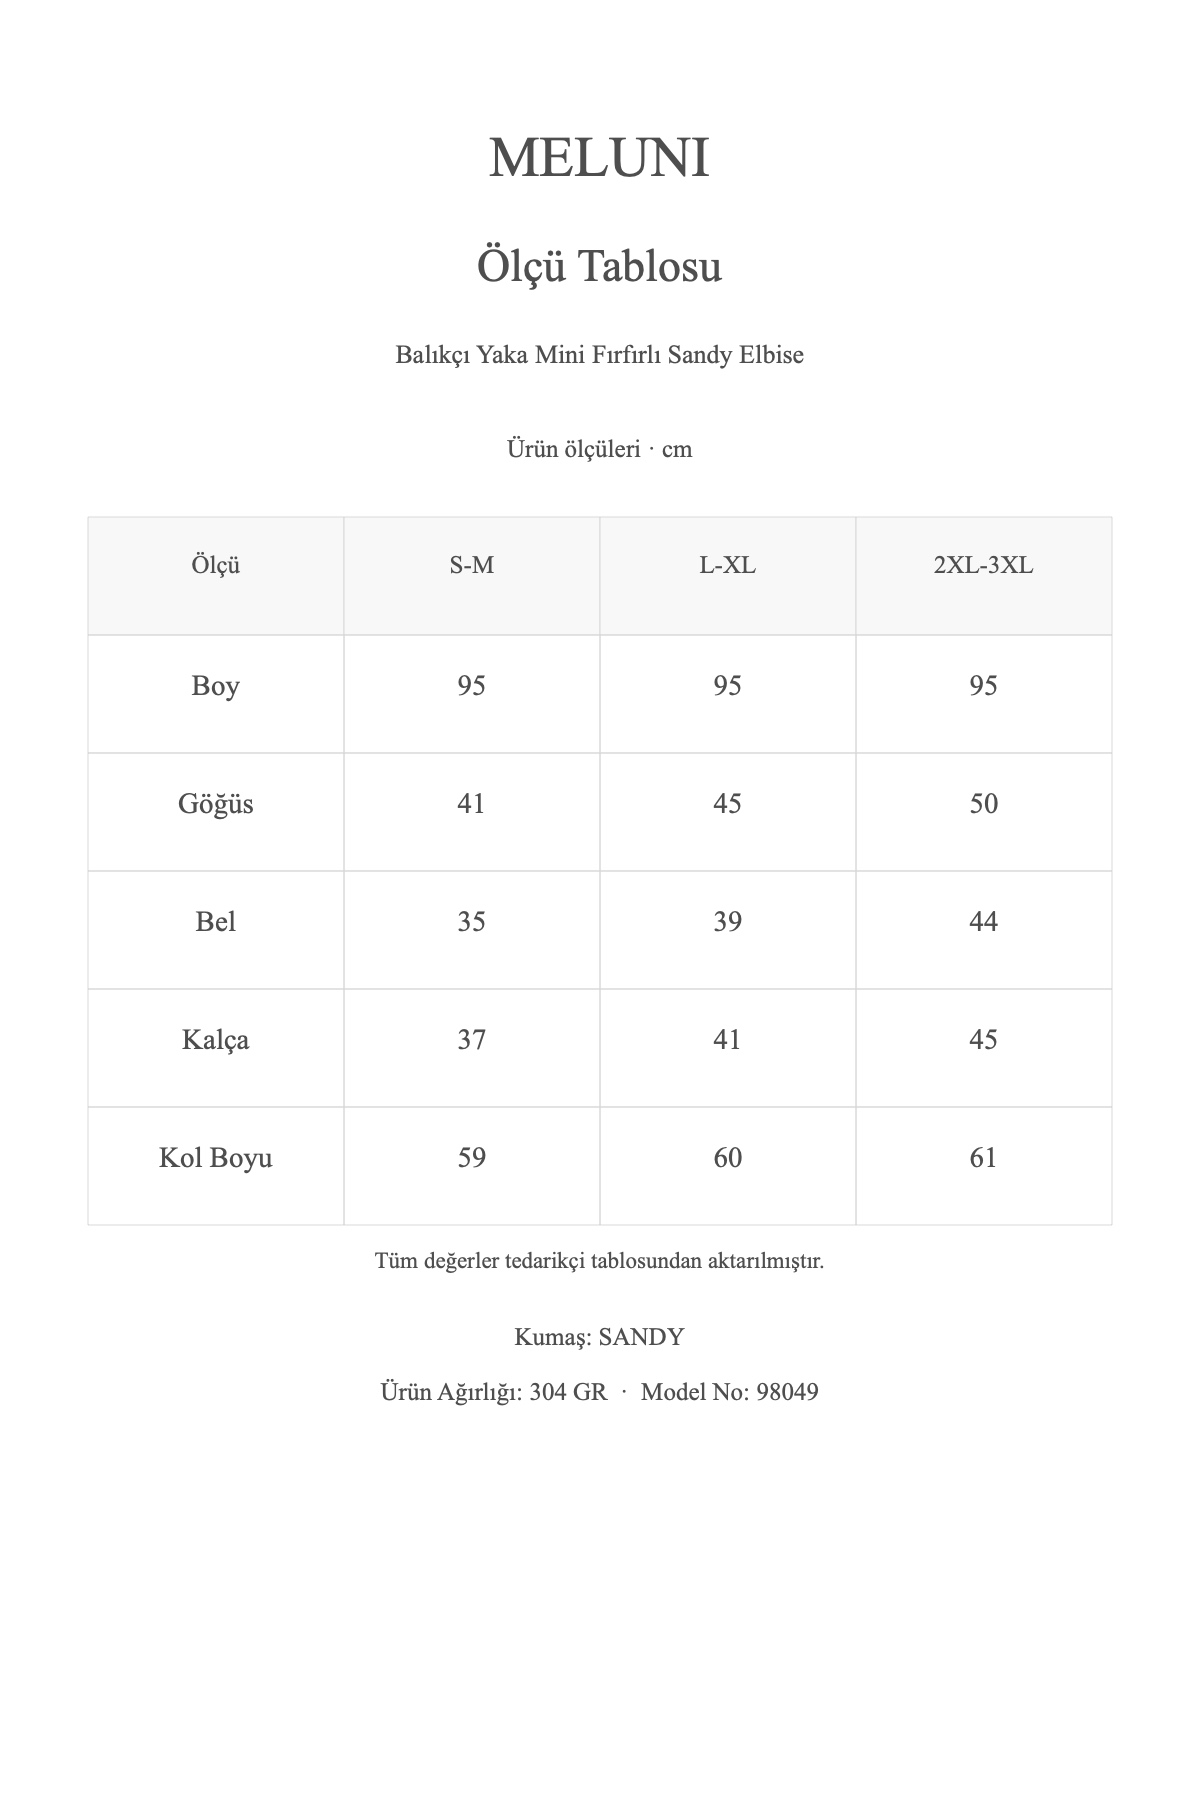 MELUNI
Ölçü Tablosu
Balıkçı Yaka Mini Fırfırlı Sandy Elbise
Ürün ölçüleri · cm
Ölçü S-M L-XL 2XL-3XL
Boy 95 95 95
Göğüs 41 45 50
Bel 35 39 44
Kalça 37 41 45
Kol Boyu 59 60 61
Tüm değerler tedarikçi tablosundan aktarılmıştır.
Kumaş: SANDY
Ürün Ağırlığı: 304 GR · Model No: 98049